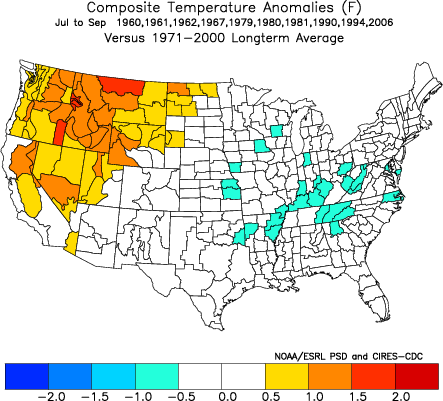 Composite Temperature Anomalies (F)
Jul to Sep 1960,1961,1962,1967,1979,1980,1981,1990,1994,2006
Versus 1971−2000 Longterm Average
NOAA/ESRL PSD and CIRES−CDC
−2.0 −1.5 −1.0 −0.5 0.0 0.5 1.0 1.5 2.0